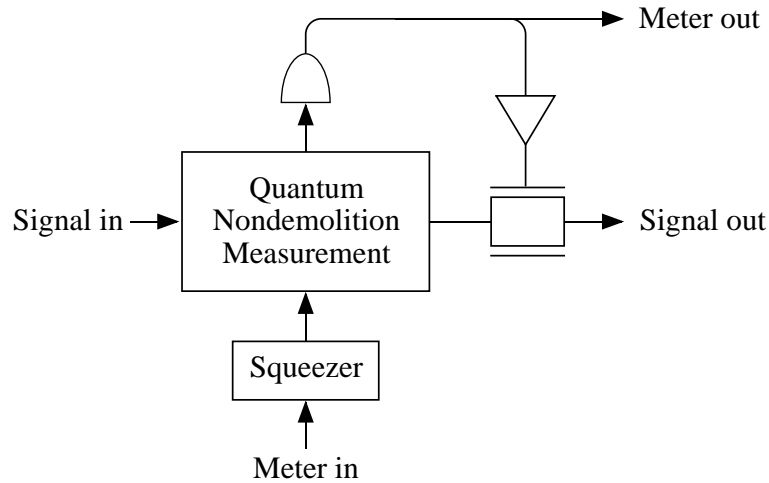 Meter out
Signal in
Quantum
Nondemolition
Measurement
Signal out
Squeezer
Meter in